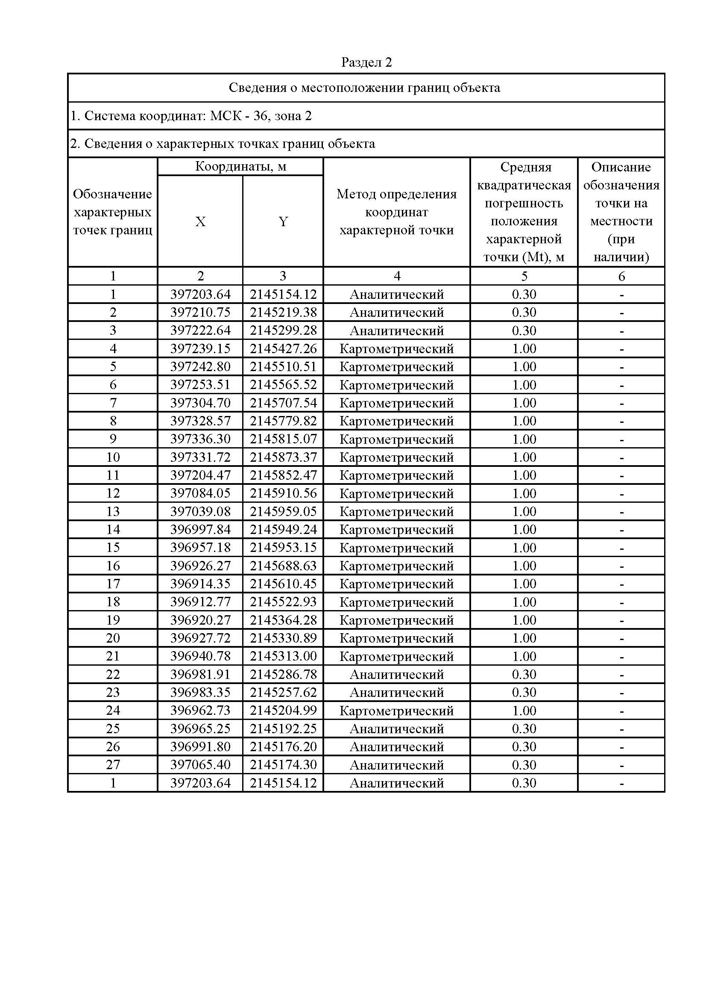 Раздел 2
Сведения о местоположении границ объекта
1. Система координат: МСК - 36, зона 2
2. Сведения о характерных точках границ объекта
Обозначение
характерных
точек границ
Координаты, м
X
Y
Метод определения
координат
характерной точки
Средняя
квадратическая
погрешность
положения
характерной
точки (Mt), м
Описание
обозначения
точки на
местности
(при
наличии)
1 2 3 4 5 6
1 397203.64 2145154.12 Аналитический 0.30 -
2 397210.75 2145219.38 Аналитический 0.30 -
3 397222.64 2145299.28 Аналитический 0.30 -
4 397239.15 2145427.26 Картометрический 1.00 -
5 397242.80 2145510.51 Картометрический 1.00 -
6 397253.51 2145565.52 Картометрический 1.00 -
7 397304.70 2145707.54 Картометрический 1.00 -
8 397328.57 2145779.82 Картометрический 1.00 -
9 397336.30 2145815.07 Картометрический 1.00 -
10 397331.72 2145873.37 Картометрический 1.00 -
11 397204.47 2145852.47 Картометрический 1.00 -
12 397084.05 2145910.56 Картометрический 1.00 -
13 397039.08 2145959.05 Картометрический 1.00 -
14 396997.84 2145949.24 Картометрический 1.00 -
15 396957.18 2145953.15 Картометрический 1.00 -
16 396926.27 2145688.63 Картометрический 1.00 -
17 396914.35 2145610.45 Картометрический 1.00 -
18 396912.77 2145522.93 Картометрический 1.00 -
19 396920.27 2145364.28 Картометрический 1.00 -
20 396927.72 2145330.89 Картометрический 1.00 -
21 396940.78 2145313.00 Картометрический 1.00 -
22 396981.91 2145286.78 Аналитический 0.30 -
23 396983.35 2145257.62 Аналитический 0.30 -
24 396962.73 2145204.99 Картометрический 1.00 -
25 396965.25 2145192.25 Аналитический 0.30 -
26 396991.80 2145176.20 Аналитический 0.30 -
27 397065.40 2145174.30 Аналитический 0.30 -
1 397203.64 2145154.12 Аналитический 0.30 -